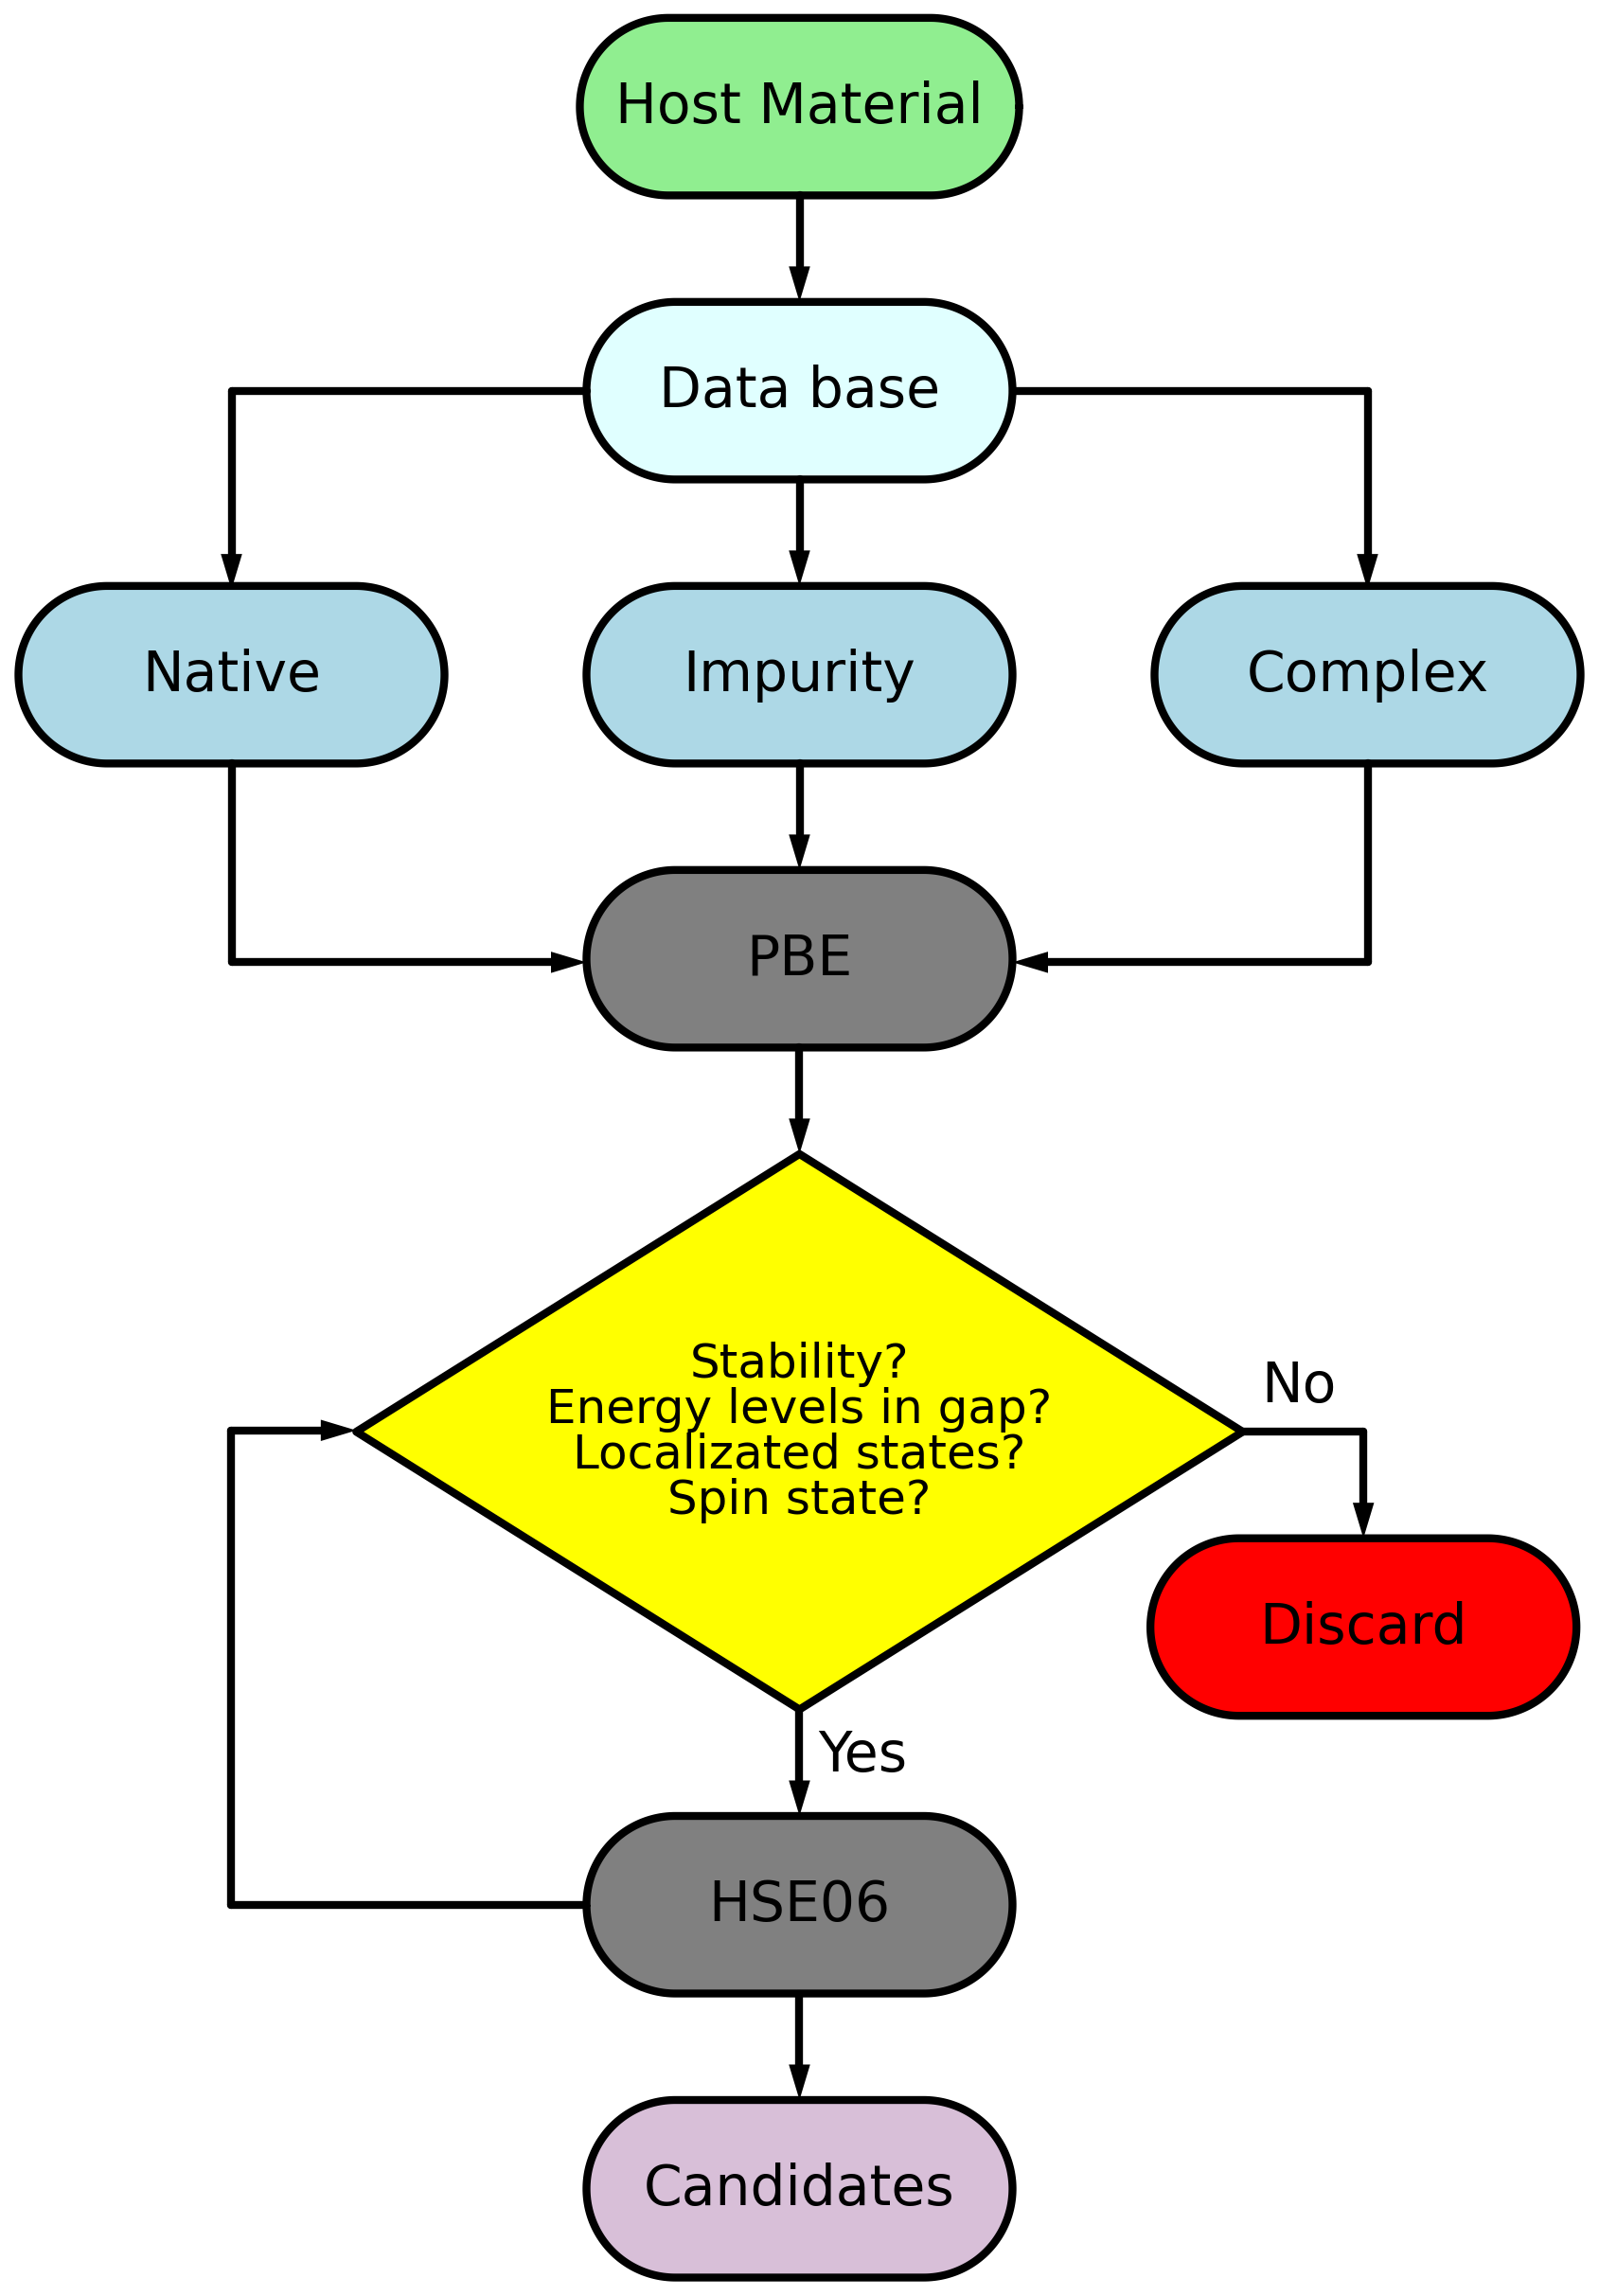 Host Material
Data base
Native
Impurity
Complex
PBE
Stability?
Energy levels in gap?
Localizated states?
Spin state?
No
Discard
Yes
HSE06
Candidates